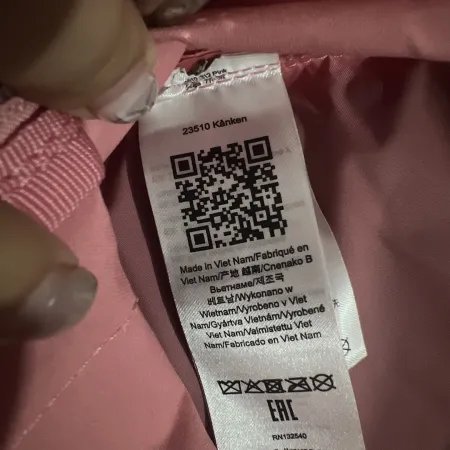 23510 Kånken
Made in Viet Nam/Fabriqué en
Viet Nam/产地 越南/Cпепако В
Вьетнаме/제조국
베트남/Wykonano w
Wietnam/Vyrobeno v Viet
Nam/Gyártva Vietnám/Vyrobené
Viet Nam/Valmistettu Viet
Nam/Fabricado en Viet Nam
EAC
RN132540